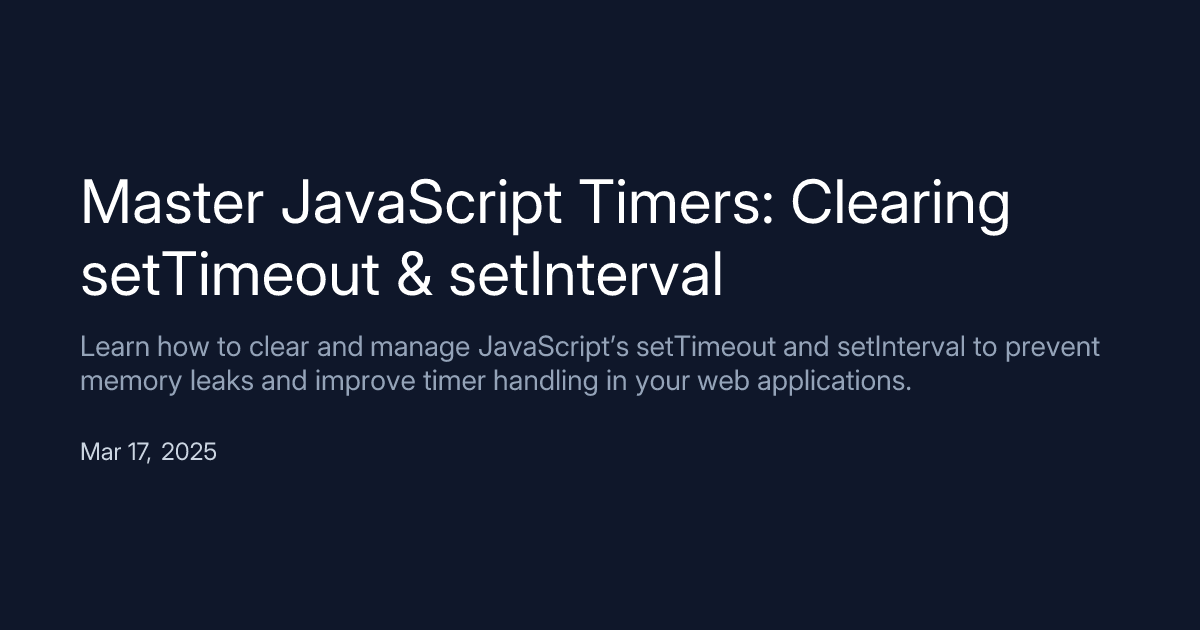 Master JavaScript Timers: Clearing
setTimeout & setInterval
Learn how to clear and manage JavaScript’s setTimeout and setInterval to prevent
memory leaks and improve timer handling in your web applications.
Mar 17, 2025